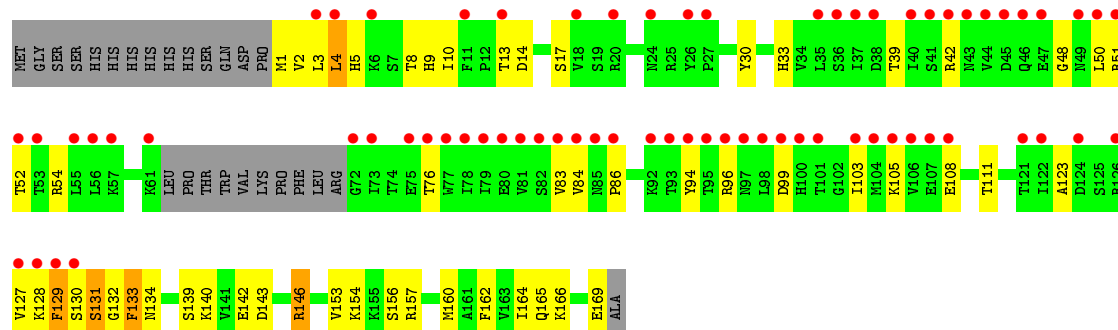 MET GLY SER SER HIS HIS HIS HIS HIS HIS SER GLN ASP PRO M1 V2 L3 L4 H5 K6 S7 T8 H9 I10 F11 P12 T13 D14 S17 V18 S19 R20 N24 R25 Y26 P27 Y30 H33 V34 L35 S36 I37 D38 T39 I40 S41 R42 N43 V44 D45 Q46 E47 G48 N49 L50 R51
T52 T53 R54 L55 L56 K57 K61 LEU PRO THR TRP VAL LYS PRO PHE LEU ARG G72 I73 T74 E75 T76 W77 I78 I79 E80 V81 S82 V83 V84 N85 P86 K92 T93 Y94 T95 R96 N97 L98 D99 H100 T101 G102 I103 M104 K105 V106 E107 E108 T111 T121 I122 A123 D124 S125 R126
V127 K128 F129 S130 S131 G132 F133 N134 S139 K140 V141 E142 D143 R146 V153 K154 K155 S156 R157 M160 A161 F162 V163 I164 Q165 K166 E169 ALA